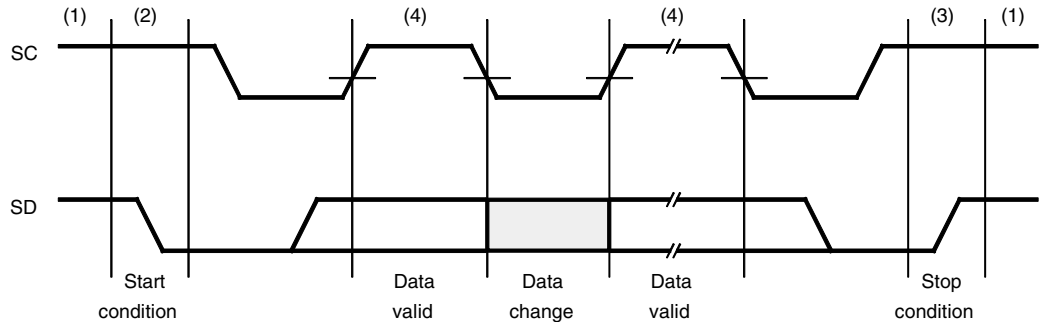 (1) (2) (4) (4) (3) (1)
SC
SD
Start condition
Data valid
Data change
Data valid
Stop condition